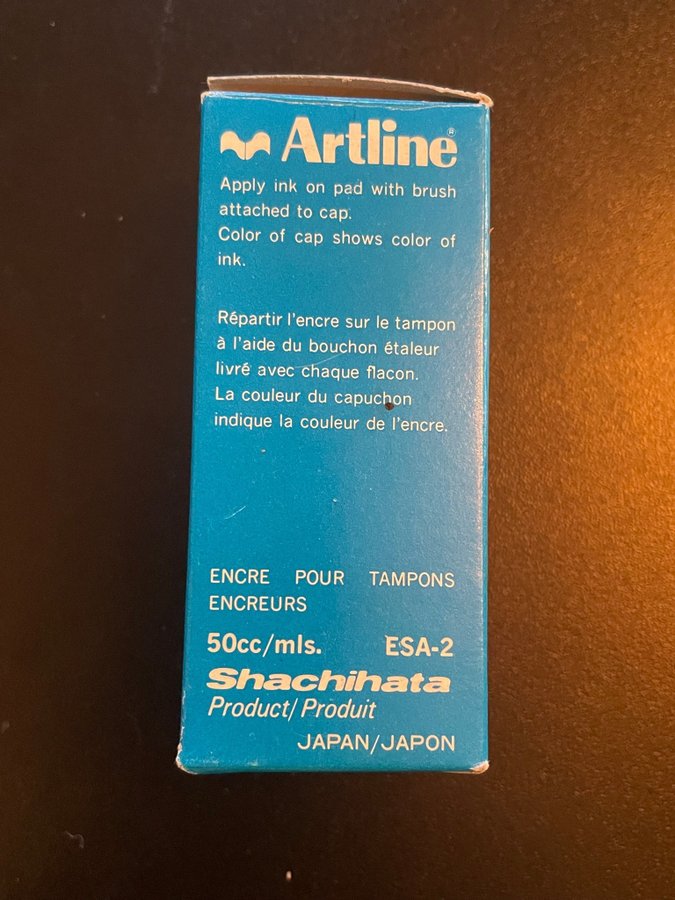 Artline®
Apply ink on pad with brush
attached to cap.
Color of cap shows color of
ink.
Répartir l'encre sur le tampon
à l'aide du bouchon étaleur
livré avec chaque flacon.
La couleur du capuchon
indique la couleur de l'encre.
ENCRE POUR TAMPONS
ENCREURS
50cc/mls. ESA-2
Shachihata
Product/Produit
JAPAN/JAPON